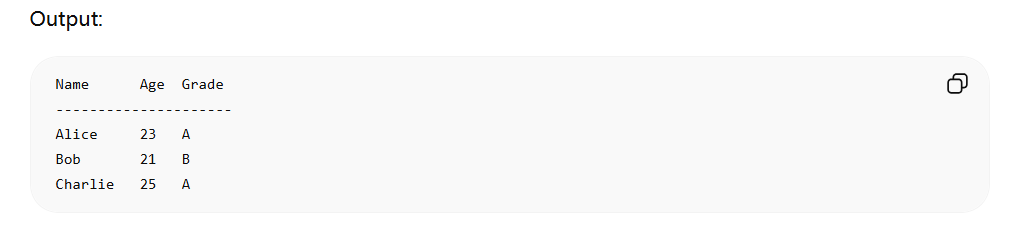 Output:
Name      Age  Grade
---------------------
Alice     23   A
Bob       21   B
Charlie   25   A